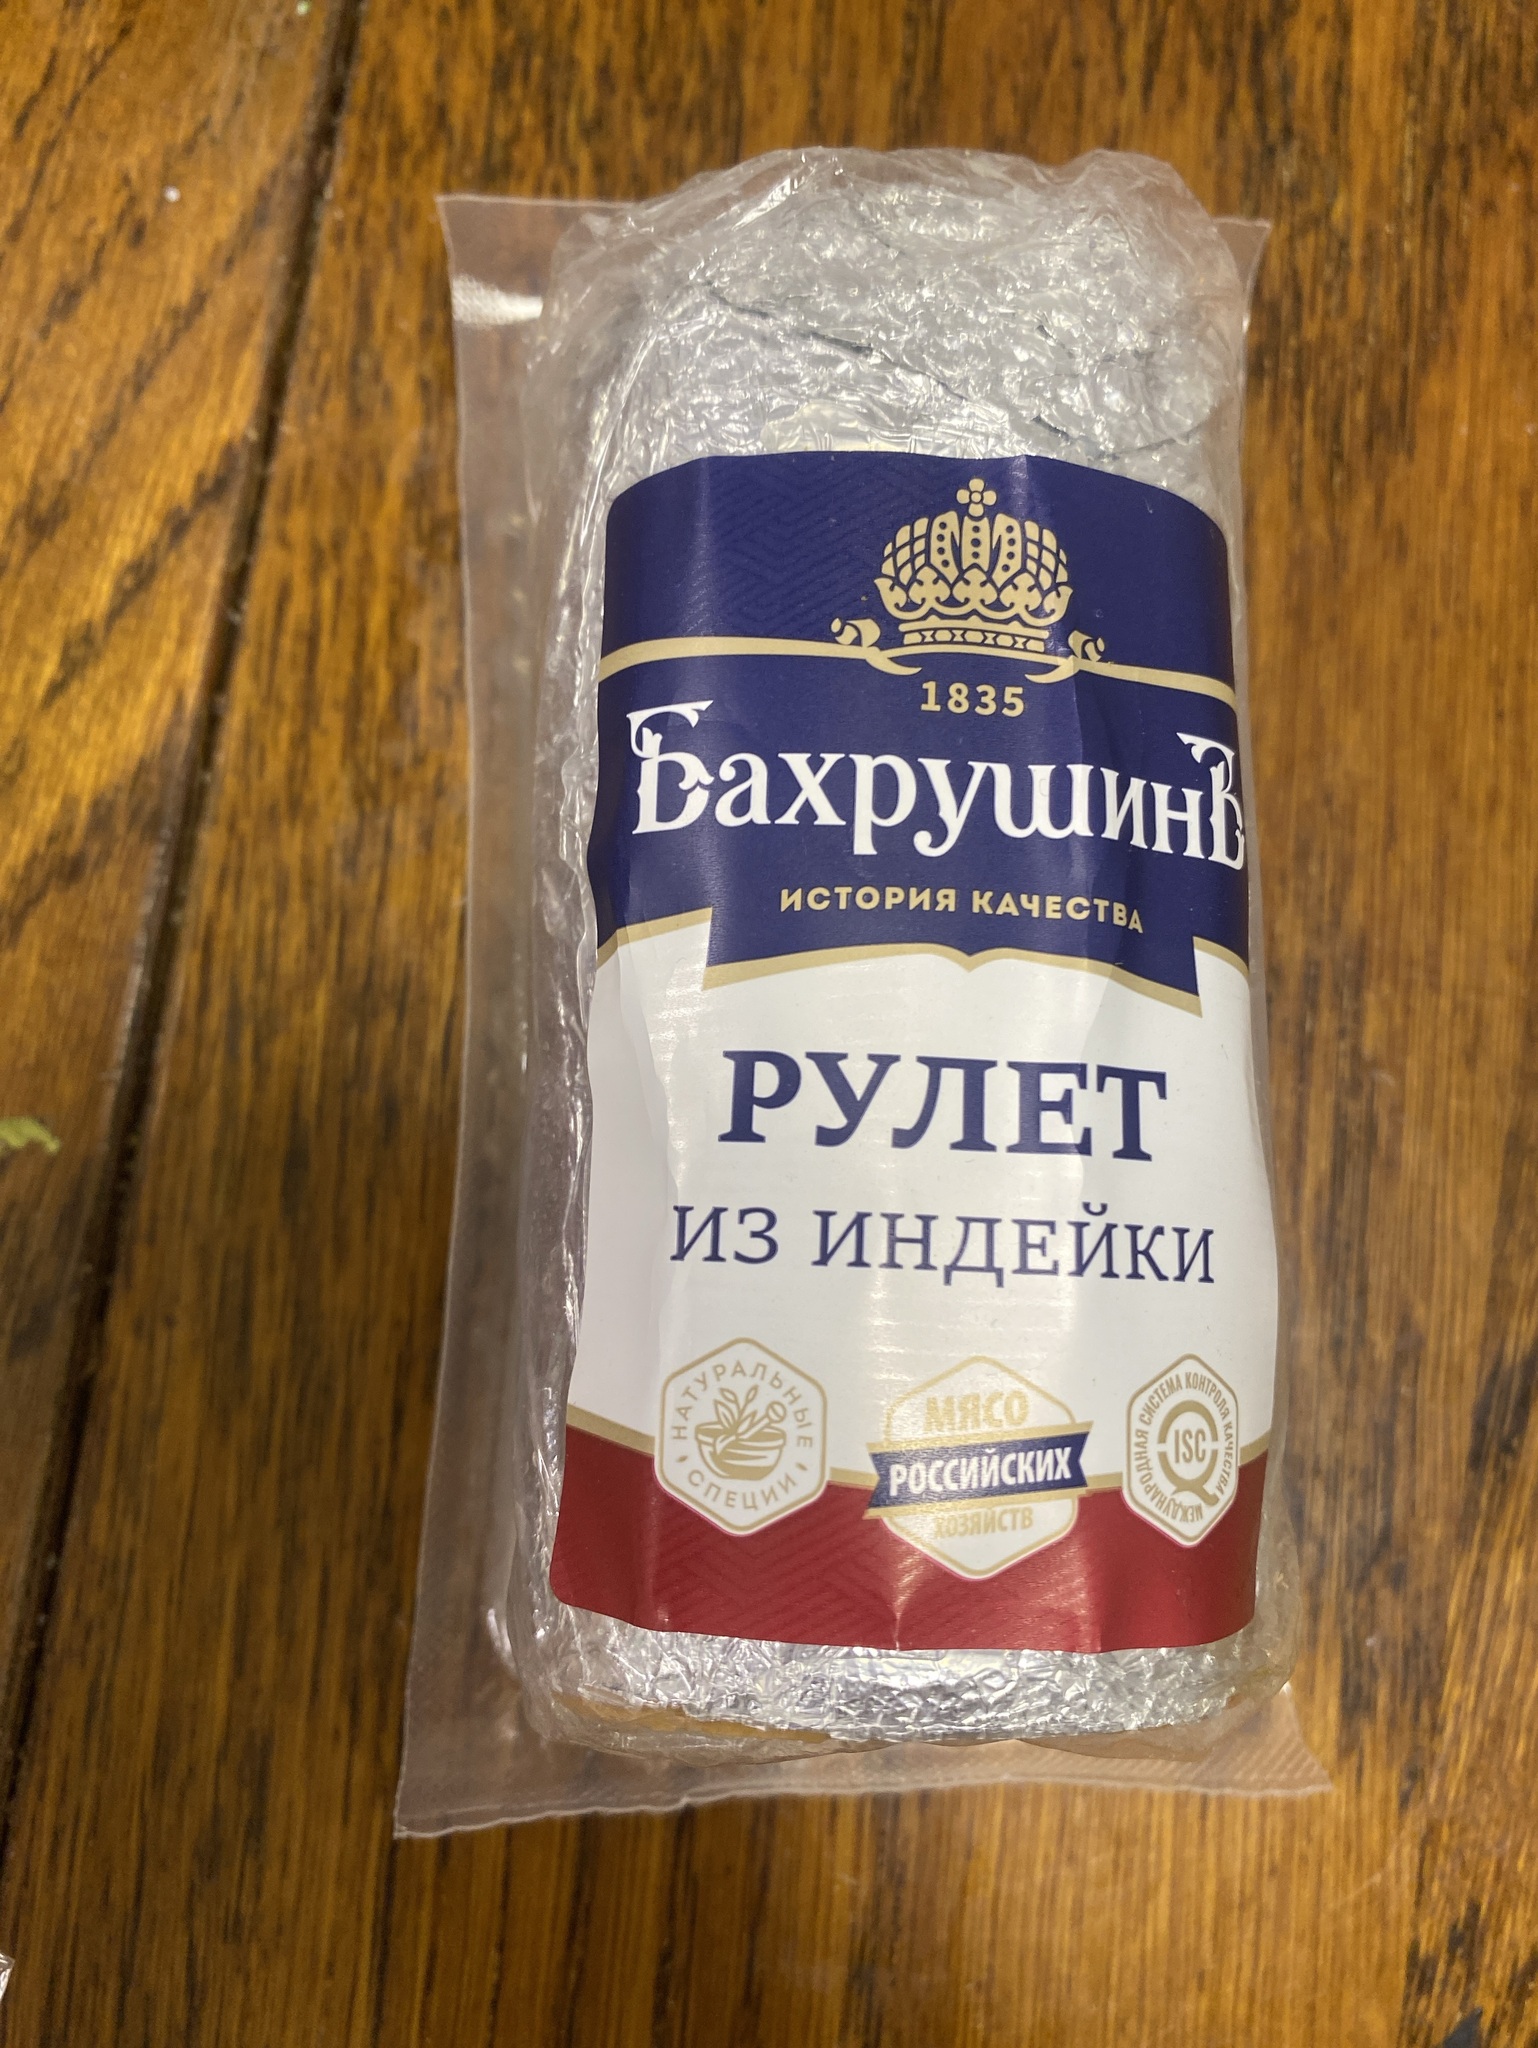 1835
БахрушинЪ
ИСТОРИЯ КАЧЕСТВА
РУЛЕТ
ИЗ ИНДЕЙКИ
НАТУРАЛЬНЫЕ
СПЕЦИИ
МЯСО
РОССИЙСКИХ
ХОЗЯЙСТВ
МЕЖДУНАРОДНАЯ СИСТЕМА КОНТРОЛЯ КАЧЕСТВА
ISC